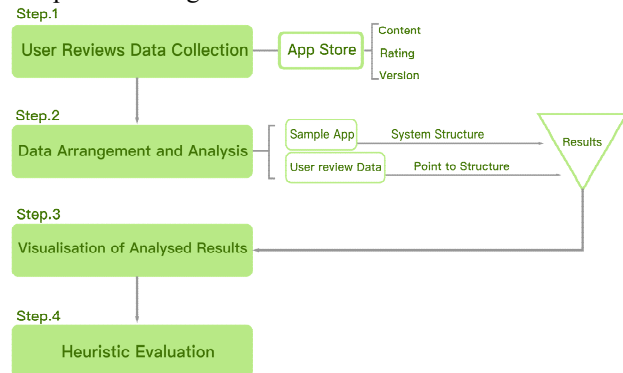 Step.1
User Reviews Data Collection
App Store
Content
Rating
Version
Step.2
Data Arrangement and Analysis
Sample App
System Structure
User review Data
Point to Structure
Results
Step.3
Visualisation of Analysed Results
Step.4
Heuristic Evaluation